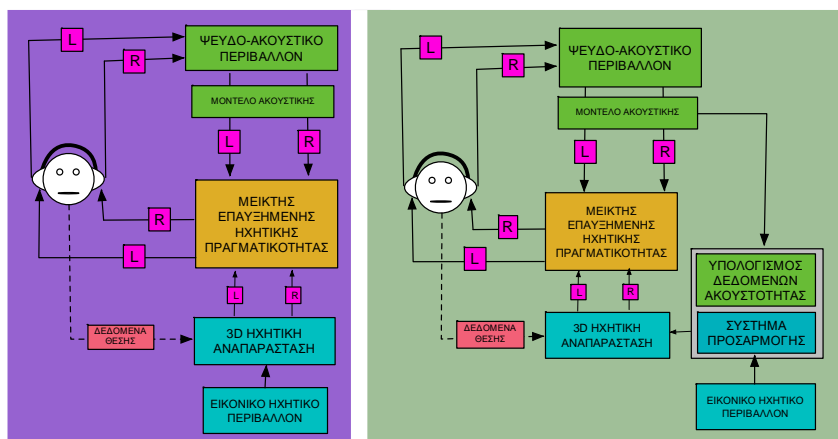 L
R
ΨΕΥΔΟ-ΑΚΟΥΣΤΙΚΟ
ΠΕΡΙΒΑΛΛΟΝ
ΜΟΝΤΕΛΟ ΑΚΟΥΣΤΙΚΗΣ
L
R
ΜΕΙΚΤΗΣ
ΕΠΑΥΞΗΜΕΝΗΣ
ΗΧΗΤΙΚΗΣ
ΠΡΑΓΜΑΤΙΚΟΤΗΤΑΣ
R
L
L
R
ΔΕΔΟΜΕΝΑ
ΘΕΣΗΣ
3D ΗΧΗΤΙΚΗ
ΑΝΑΠΑΡΑΣΤΑΣΗ
ΕΙΚΟΝΙΚΟ ΗΧΗΤΙΚΟ
ΠΕΡΙΒΑΛΛΟΝ
L
R
ΨΕΥΔΟ-ΑΚΟΥΣΤΙΚΟ
ΠΕΡΙΒΑΛΛΟΝ
ΜΟΝΤΕΛΟ ΑΚΟΥΣΤΙΚΗΣ
L
R
ΜΕΙΚΤΗΣ
ΕΠΑΥΞΗΜΕΝΗΣ
ΗΧΗΤΙΚΗΣ
ΠΡΑΓΜΑΤΙΚΟΤΗΤΑΣ
R
L
L
R
ΔΕΔΟΜΕΝΑ
ΘΕΣΗΣ
3D ΗΧΗΤΙΚΗ
ΑΝΑΠΑΡΑΣΤΑΣΗ
ΥΠΟΛΟΓΙΣΜΟΣ
ΔΕΔΟΜΕΝΩΝ
ΑΚΟΥΣΤΟΤΗΤΑΣ
ΣΥΣΤΗΜΑ
ΠΡΟΣΑΡΜΟΓΗΣ
ΕΙΚΟΝΙΚΟ ΗΧΗΤΙΚΟ
ΠΕΡΙΒΑΛΛΟΝ